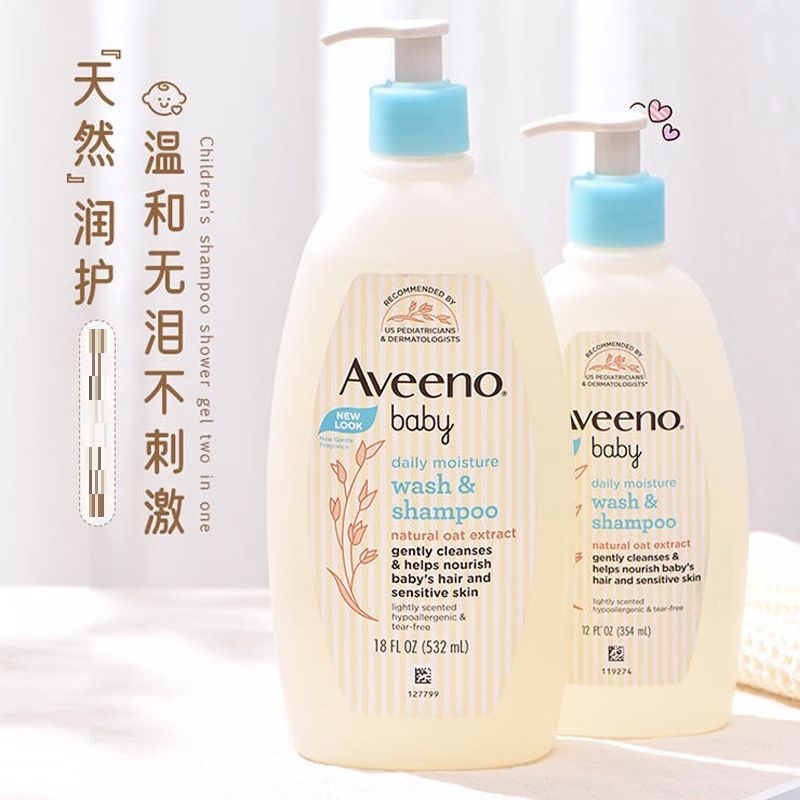 『天然』润护
温和无泪不刺激
Children's shampoo shower gel two in one
RECOMMENDED BY
US PEDIATRICIANS
& DERMATOLOGISTS
Aveeno®
baby
NEW
LOOK
New Gentle
Fragrance
daily moisture
wash &
shampoo
natural oat extract
gently cleanses
& helps nourish
baby's hair and
sensitive skin
lightly scented
hypoallergenic &
tear-free
18 FL OZ (532 mL)
127799
RECOMMENDED BY
US PEDIATRICIANS
& DERMATOLOGISTS*
Aveeno®
baby
daily moisture
wash &
shampoo
natural oat extract
gently cleanses &
helps nourish baby's
hair and sensitive skin
lightly scented
hypoallergenic & tear-free
12 FL OZ (354 mL)
119274